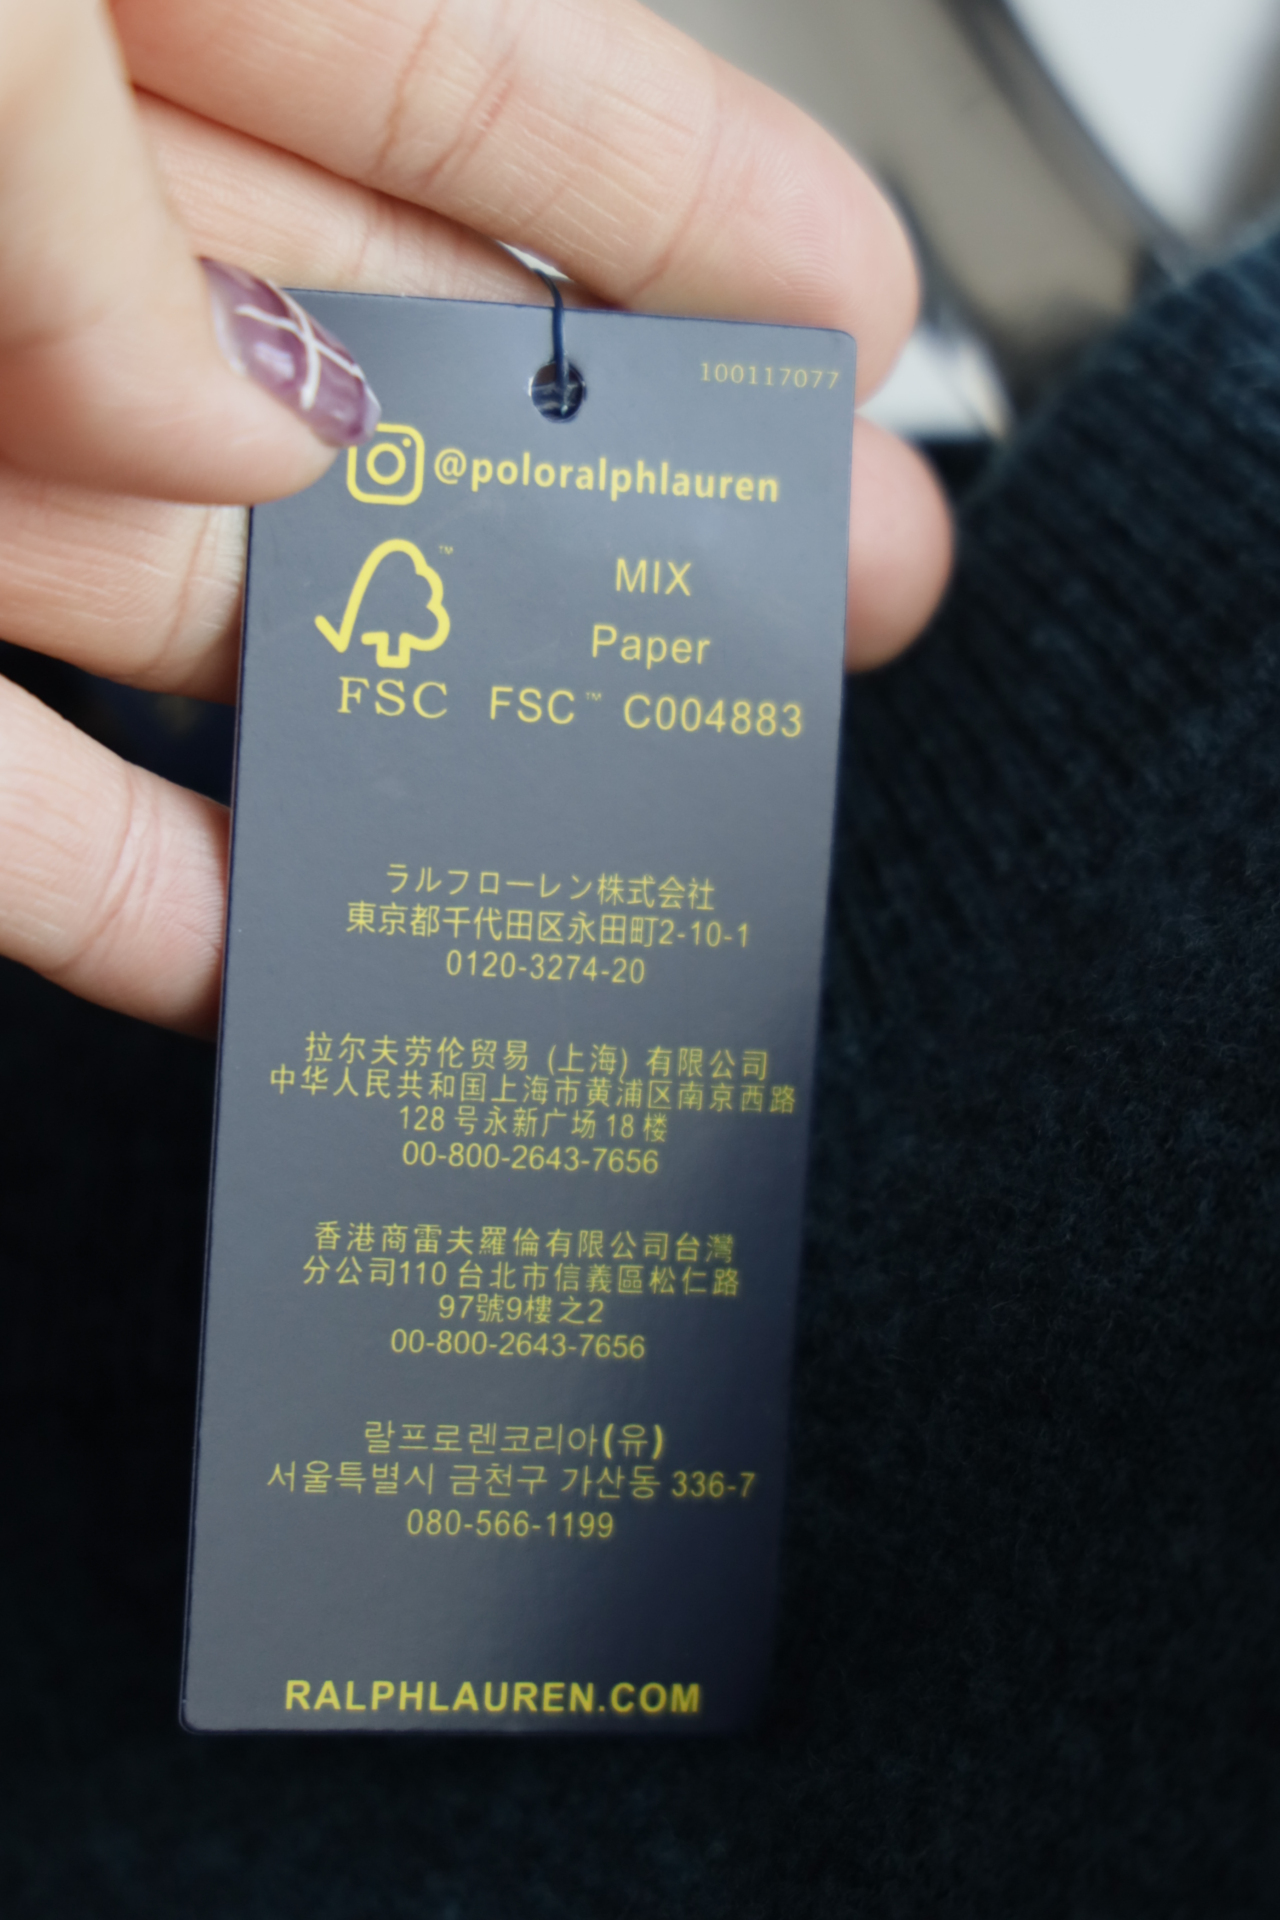 100117077
@poloralphlauren
™
MIX
Paper
FSC FSC™ C004883
ラルフローレン株式会社
東京都千代田区永田町2-10-1
0120-3274-20
拉尔夫劳伦贸易 (上海) 有限公司
中华人民共和国上海市黄浦区南京西路
128 号永新广场 18 楼
00-800-2643-7656
香港商雷夫羅倫有限公司台灣
分公司110 台北市信義區松仁路
97號9樓之2
00-800-2643-7656
랄프로렌코리아(유)
서울특별시 금천구 가산동 336-7
080-566-1199
RALPHLAUREN.COM